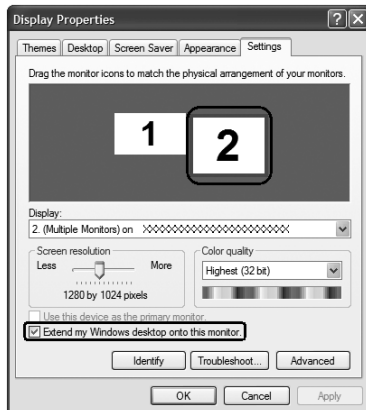 Display Properties
Themes Desktop Screen Saver Appearance Settings
Drag the monitor icons to match the physical arrangement of your monitors.
1 2
Display:
2. (Multiple Monitors) on XXXXXXXXXXXXXXXXXXXXXXX
Screen resolution
Less More
1280 by 1024 pixels
Color quality
Highest (32 bit)
Use this device as the primary monitor.
Extend my Windows desktop onto this monitor.
Identify Troubleshoot... Advanced
OK Cancel Apply